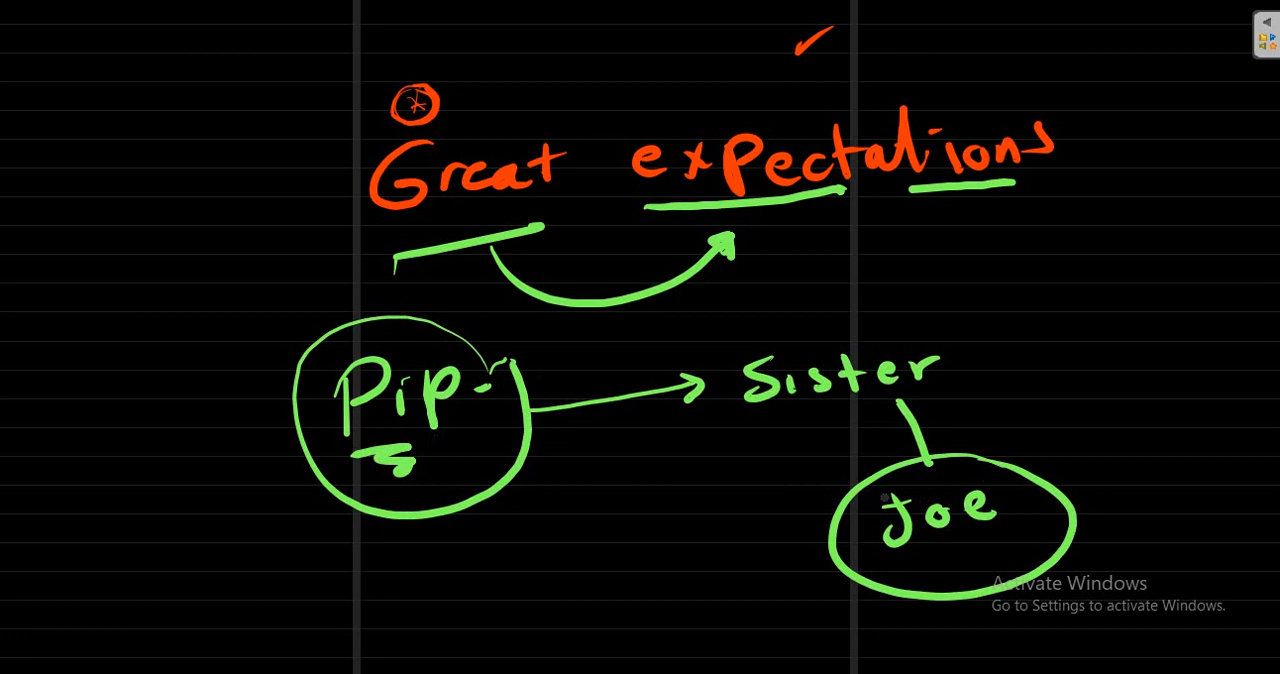 Great expectations
Pip. Sister
Joe
Activate Windows
Go to Settings to activate Windows.